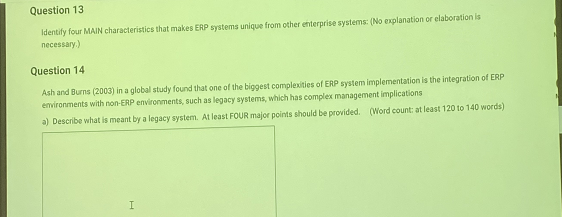 Question 13
Identify four MAIN characteristics that makes ERP systems unique from other enterprise systems: (No explanation or elaboration is
necessary.)
Question 14
Ash and Burns (2003) in a global study found that one of the biggest complexities of ERP system implementation is the integration of ERP
environments with non-ERP environments, such as legacy systems, which has complex management implications
a) Describe what is meant by a legacy system. At least FOUR major points should be provided. (Word count: at least 120 to 140 words)